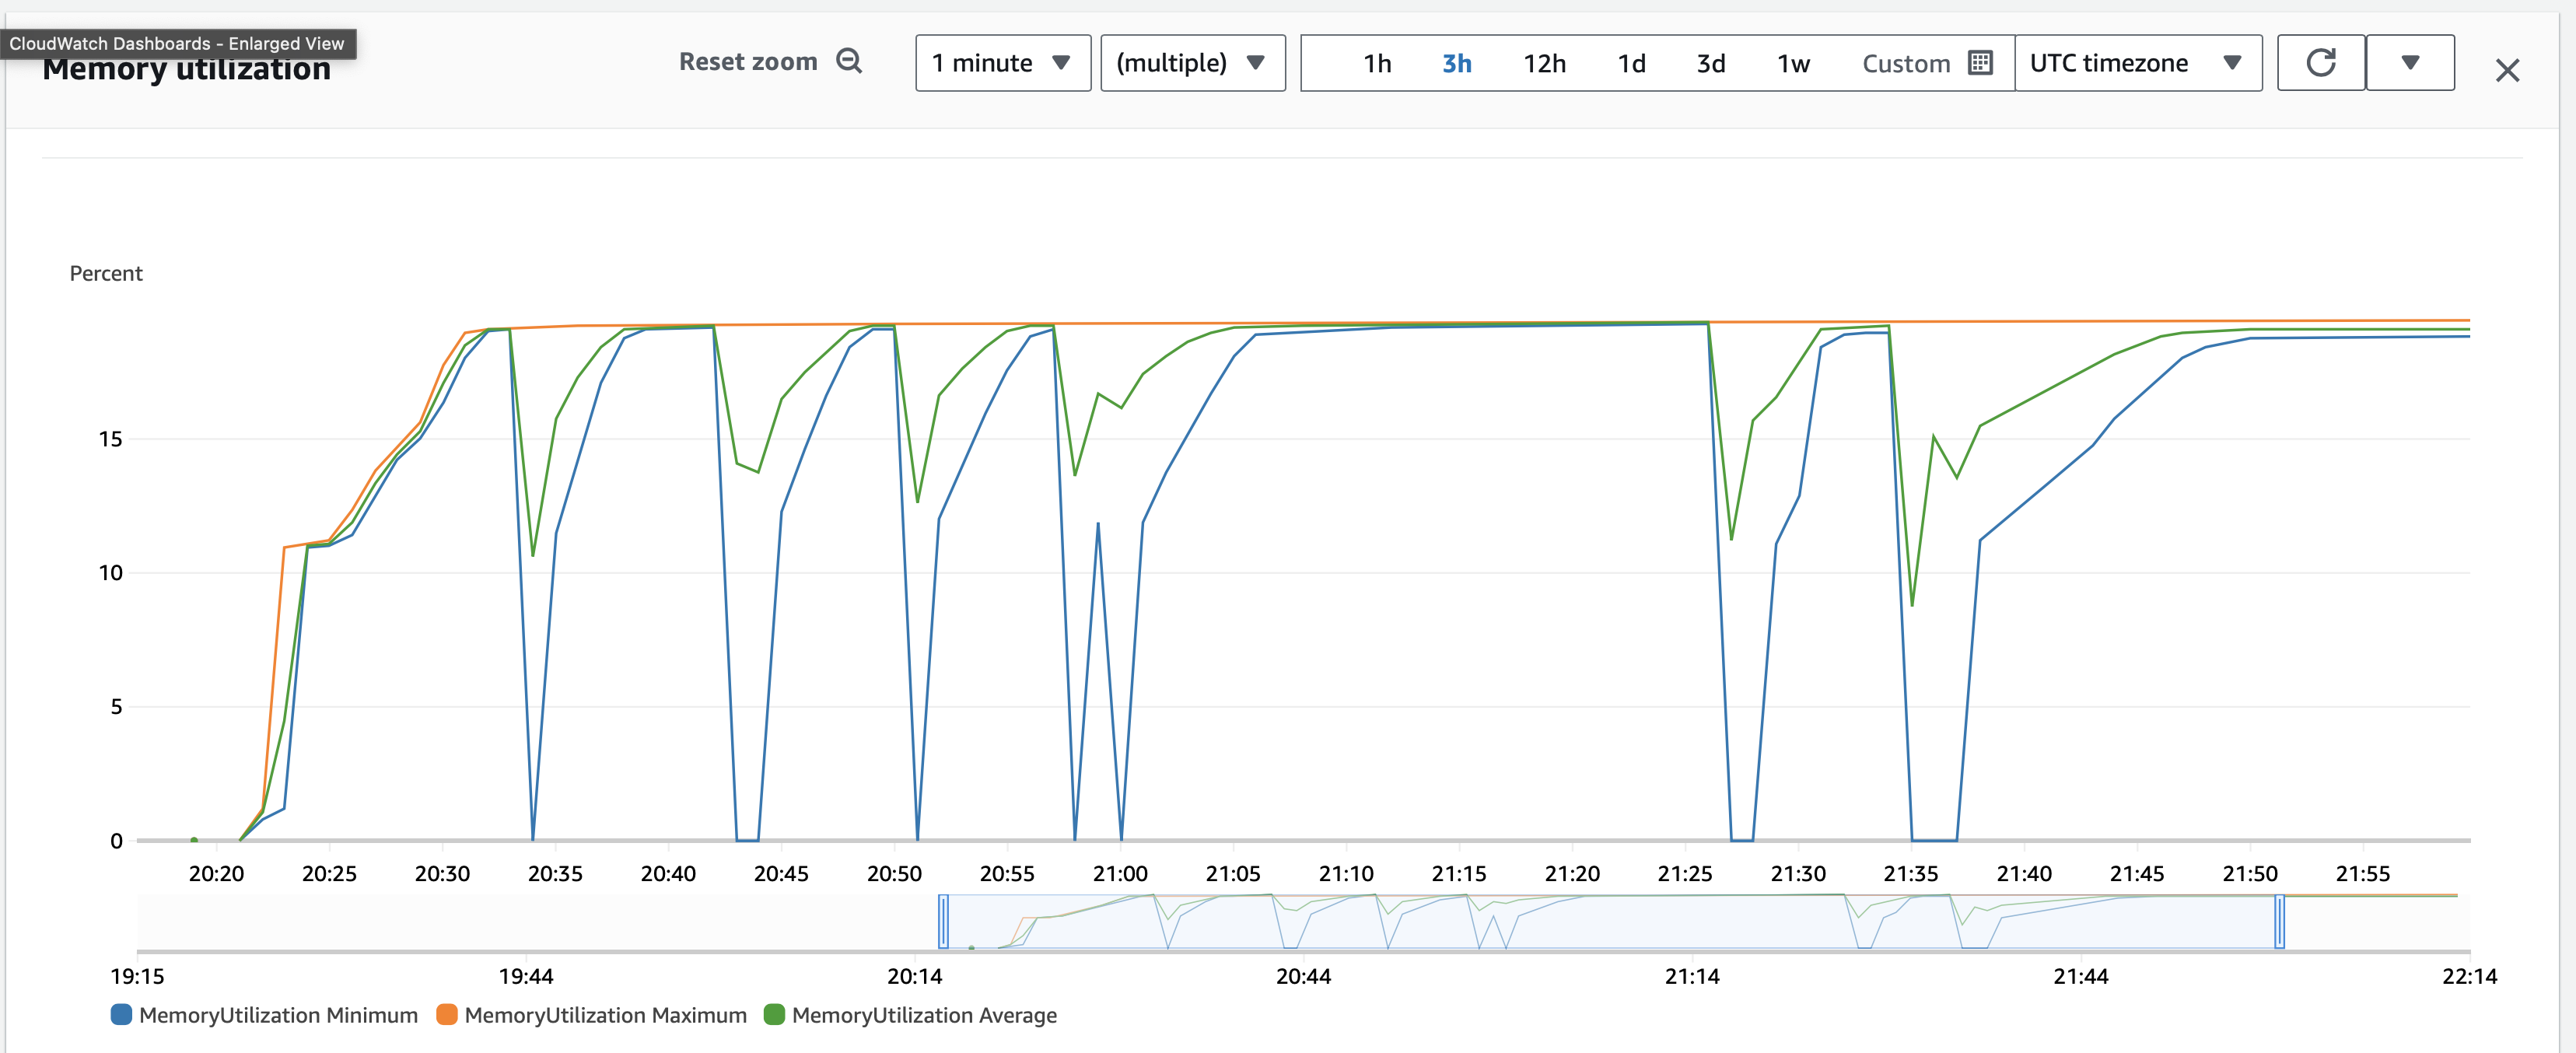 CloudWatch Dashboards - Enlarged View
Memory utilization
Reset zoom
1 minute
(multiple)
1h 3h 12h 1d 3d 1w Custom
UTC timezone
Percent
15
10
5
0
20:20 20:25 20:30 20:35 20:40 20:45 20:50 20:55 21:00 21:05 21:10 21:15 21:20 21:25 21:30 21:35 21:40 21:45 21:50 21:55
19:15 19:44 20:14 20:44 21:14 21:44 22:14
MemoryUtilization Minimum MemoryUtilization Maximum MemoryUtilization Average